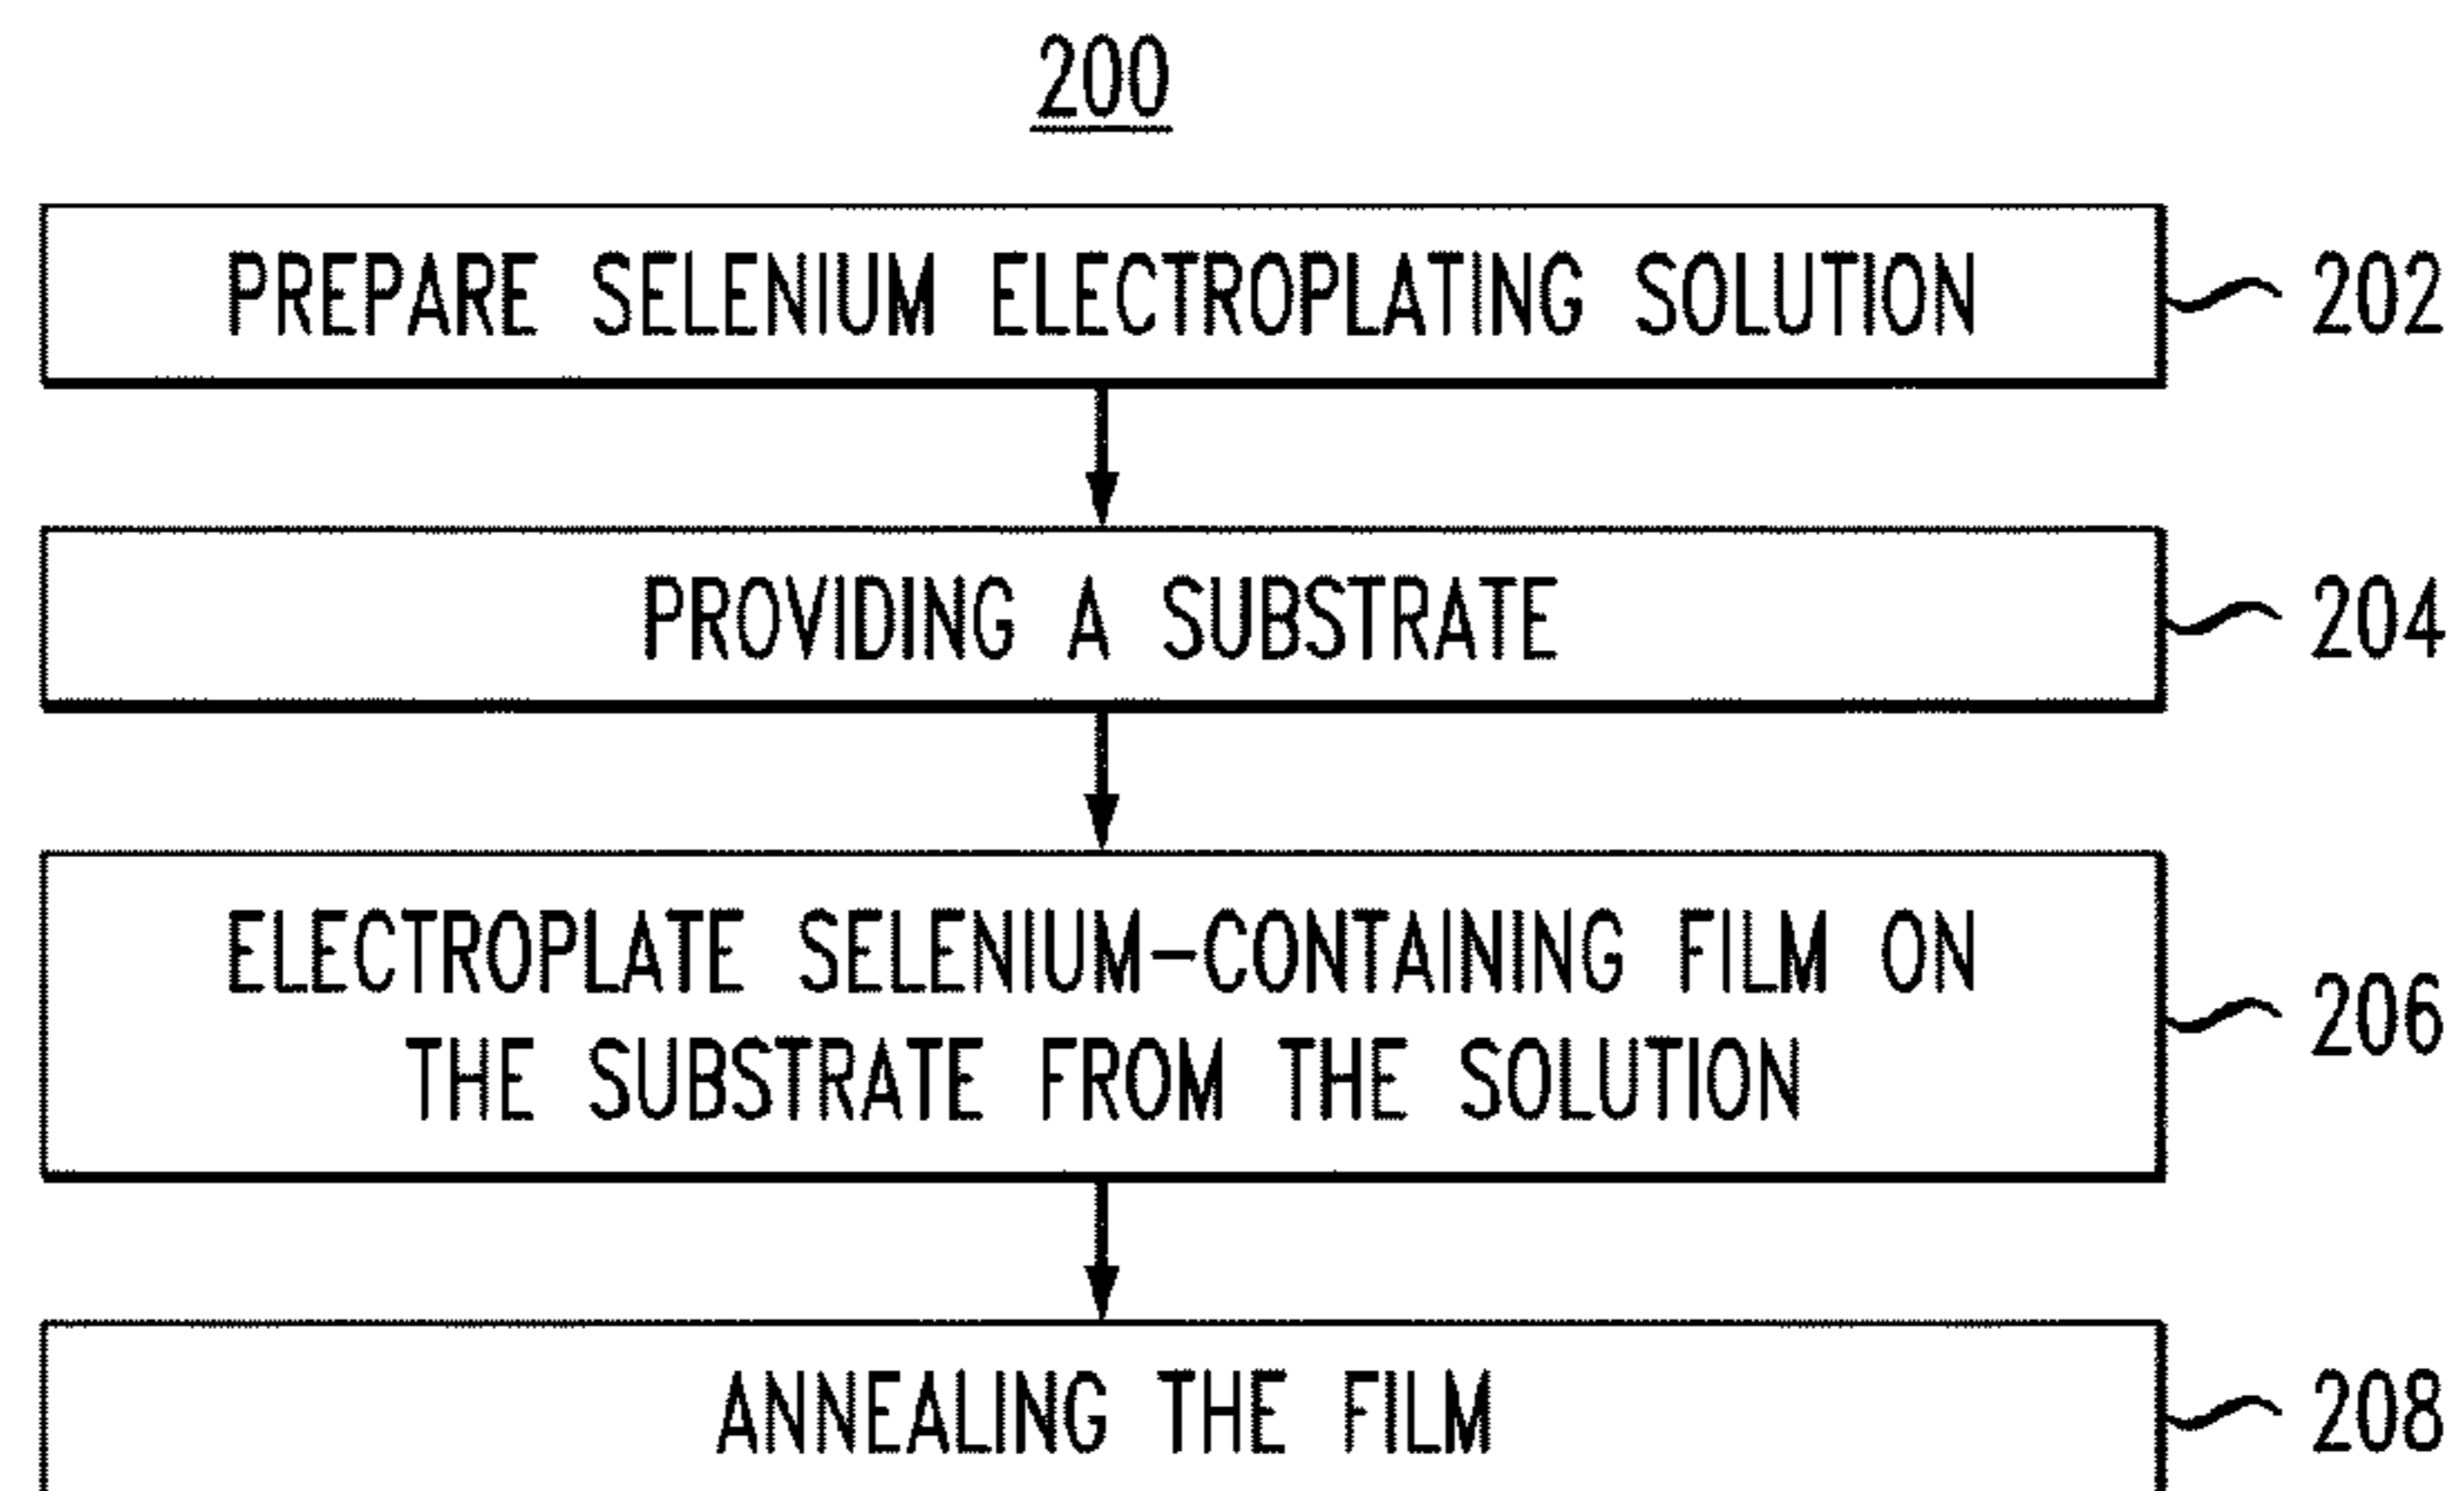 200
PREPARE SELENIUM ELECTROPLATING SOLUTION
202
PROVIDING A SUBSTRATE
204
ELECTROPLATE SELENIUM-CONTAINING FILM ON
THE SUBSTRATE FROM THE SOLUTION
206
ANNEALING THE FILM
208